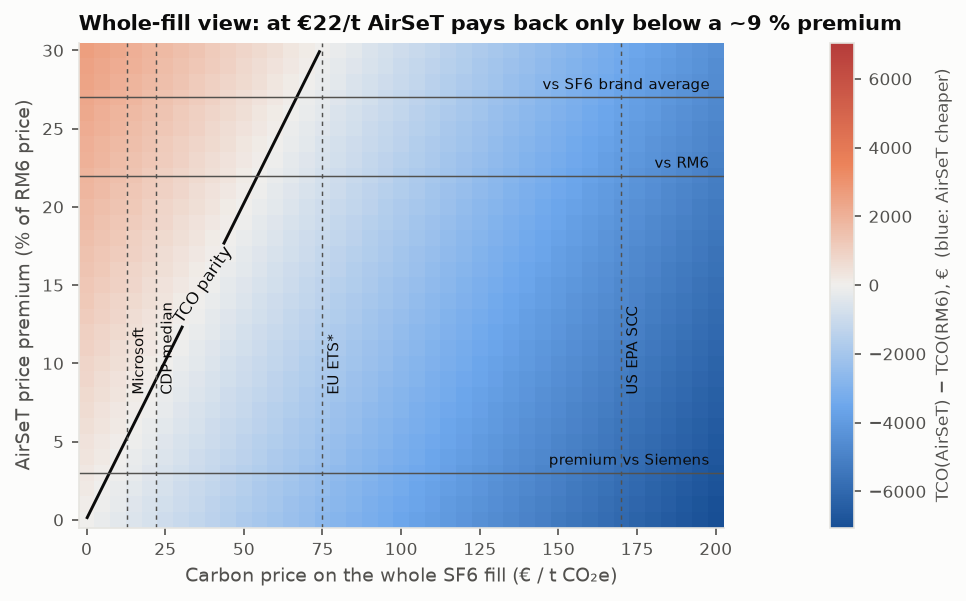 Whole-fill view: at €22/t AirSeT pays back only below a ~9 % premium
AirSeT price premium (% of RM6 price)
30
25
20
15
10
5
0
vs SF6 brand average
vs RM6
premium vs Siemens
TCO parity
Microsoft
CDP median
EU ETS*
US EPA SCC
0
25
50
75
100
125
150
175
200
Carbon price on the whole SF6 fill (€ / t CO₂e)
6000
4000
2000
0
−2000
−4000
−6000
TCO(AirSeT) − TCO(RM6), € (blue: AirSeT cheaper)